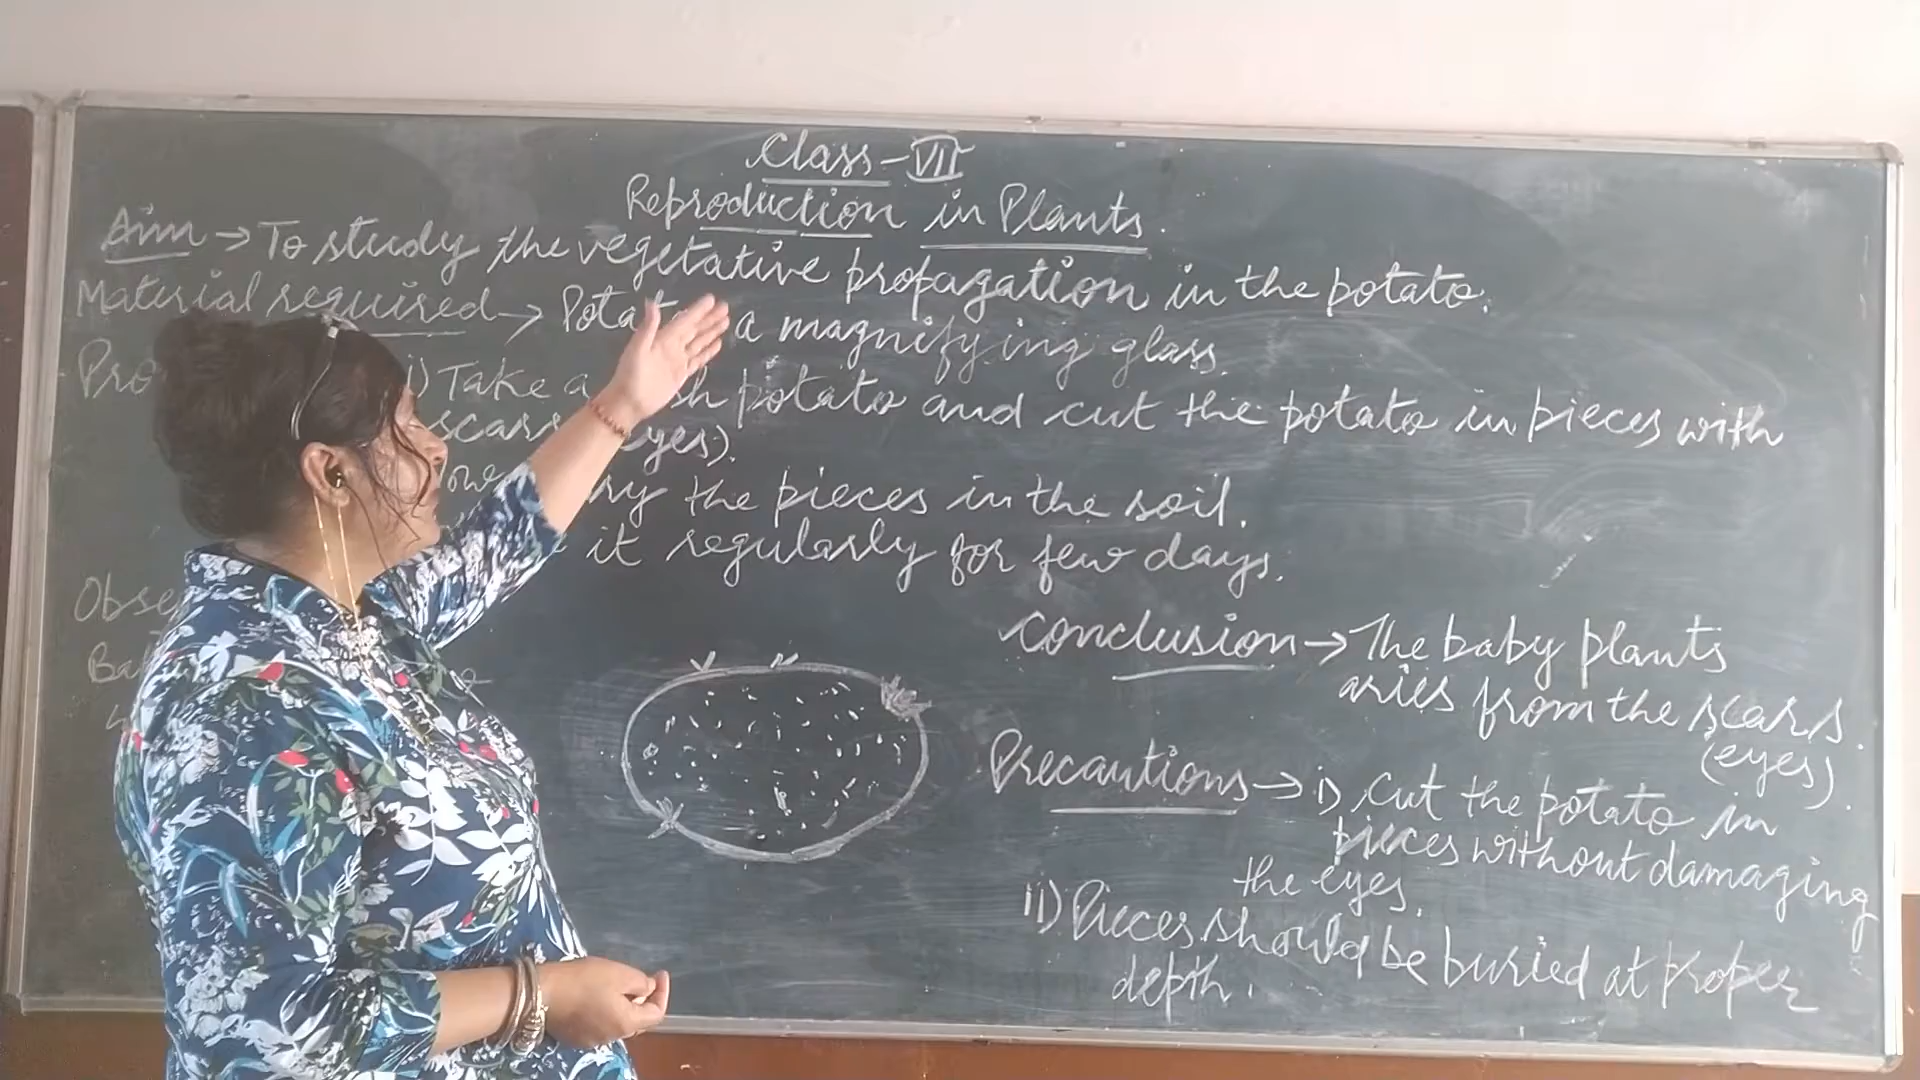 Class - VII
Reproduction in Plants.
Aim → To study the vegetative propagation in the potato.
Material required → Potato a magnifying glass.
i) Take a potato and cut the potato in pieces with
scars eyes).
the pieces in the soil.
it regularly for few days.
Conclusion → The baby plants
aries from the scars.
(eyes).
Precautions → i) Cut the potato in
pieces without damaging
the eyes.
ii) Pieces should be buried at proper
depth.